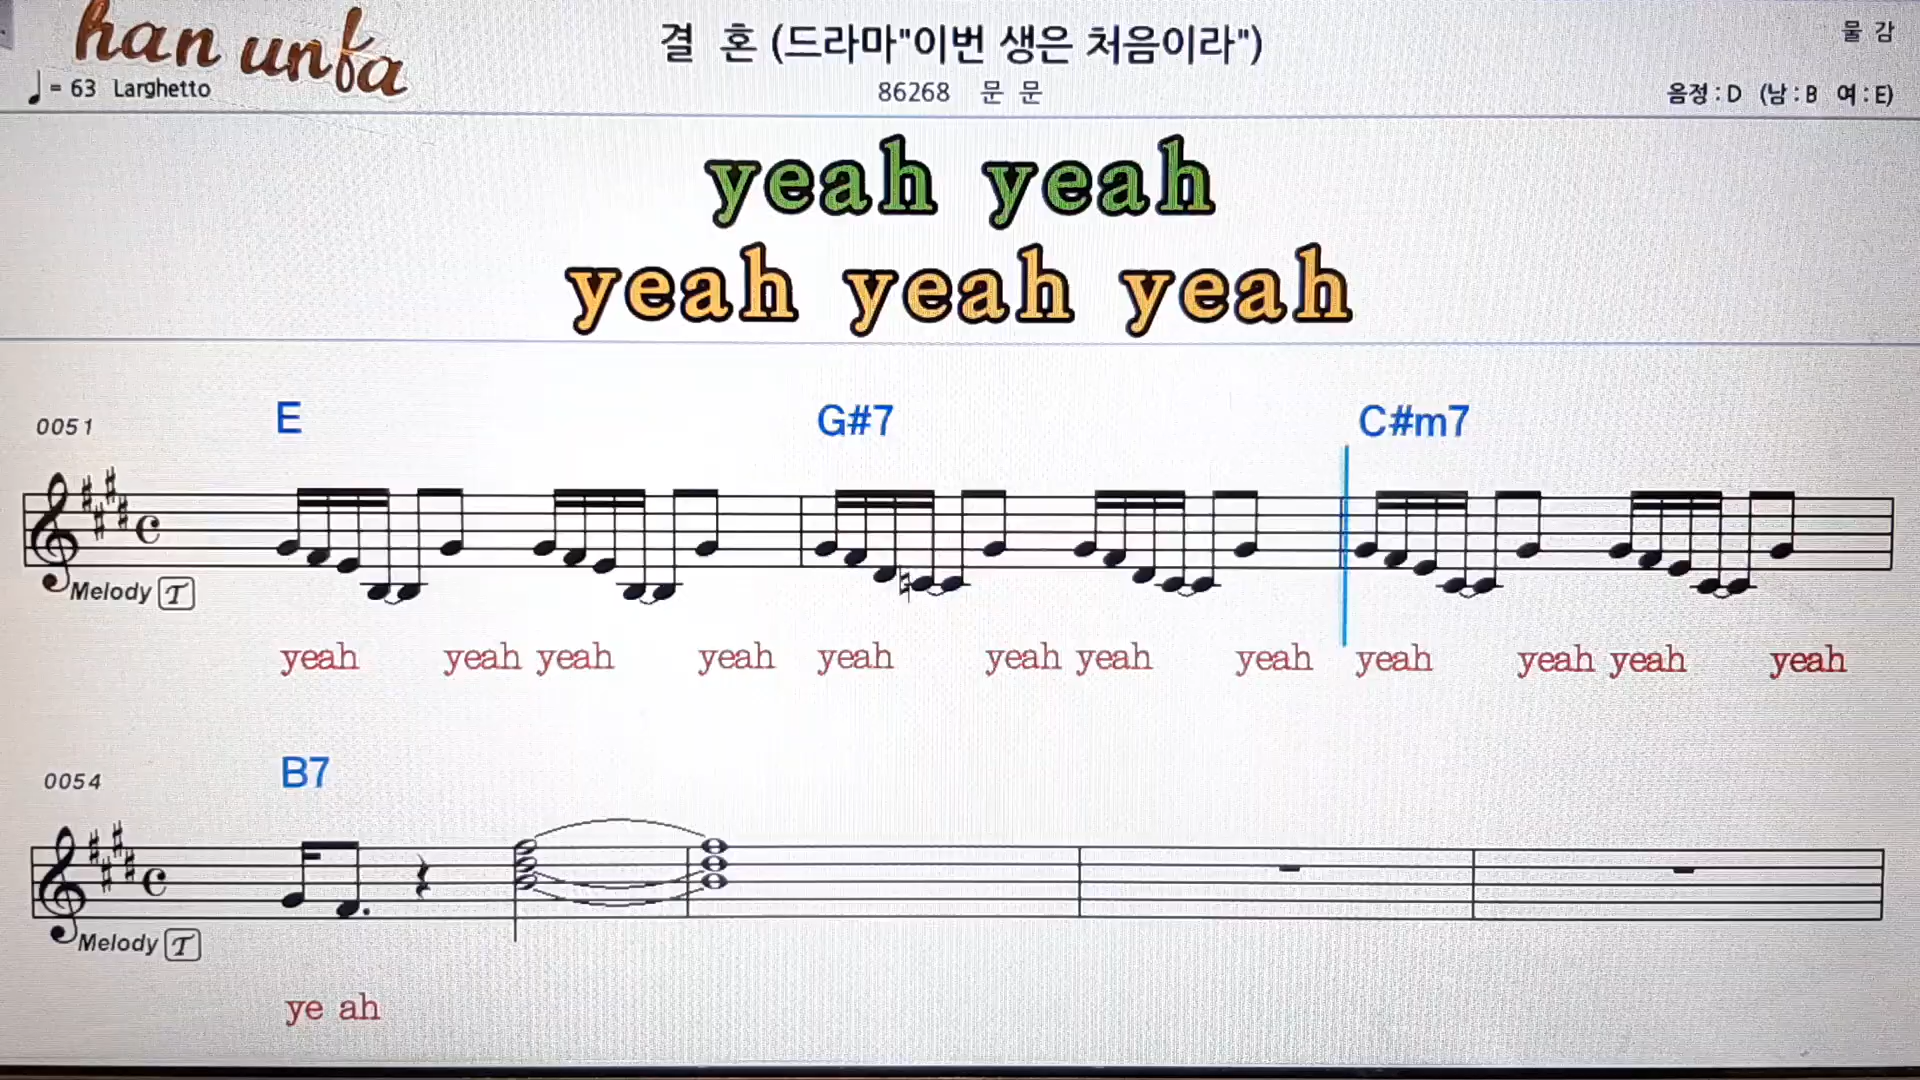 han unfa
결 혼 (드라마"이번 생은 처음이라")
물 감
♩= 63 Larghetto
86268 문 문
음정 : D (남 : B 여 : E)
yeah yeah
yeah yeah yeah
0051 E G#7 C#m7
Melody T
yeah yeah yeah yeah yeah yeah yeah yeah yeah yeah yeah yeah
0054 B7
Melody T
ye ah